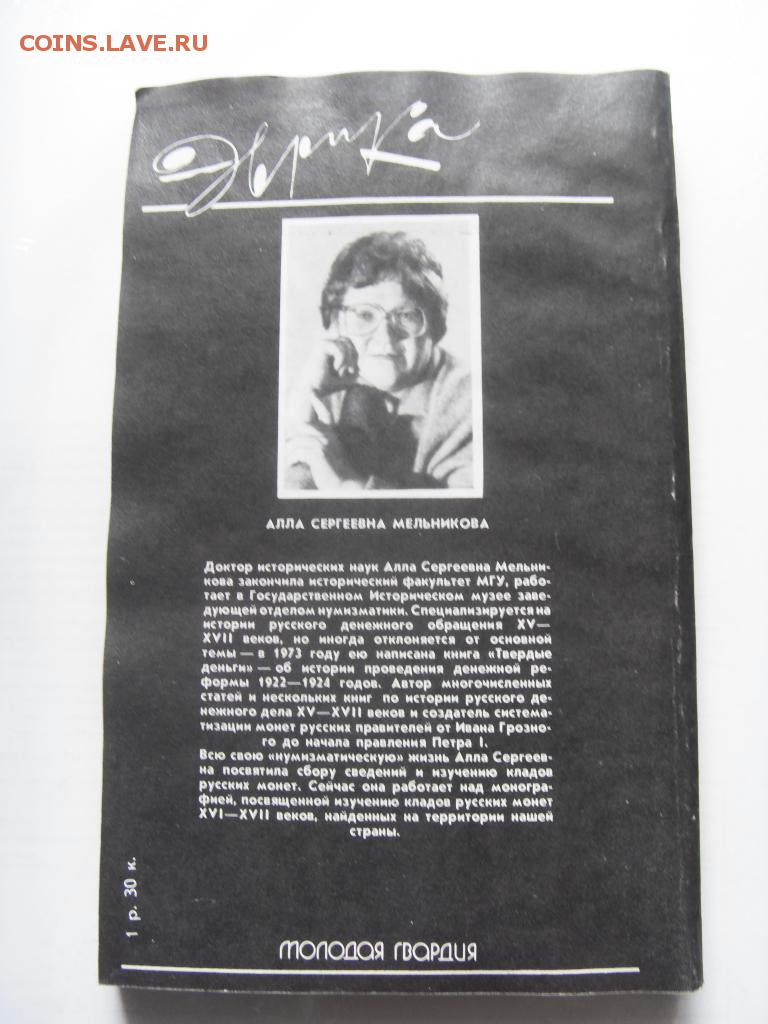 COINS.LAVE.RU
Эврика
АЛЛА СЕРГЕЕВНА МЕЛЬНИКОВА
Доктор исторических наук Алла Сергеевна Мельни-
кова закончила исторический факультет МГУ, рабо-
тает в Государственном Историческом музее заве-
дующей отделом нумизматики. Специализируется на
истории русского денежного обращения XV—
XVII веков, но иногда отклоняется от основной
темы — в 1973 году ею написана книга «Твердые
деньги» — об истории проведения денежной ре-
формы 1922—1924 годов. Автор многочисленных
статей и нескольких книг по истории русского де-
нежного дела XV—XVII веков и создатель система-
тизации монет русских правителей от Ивана Грозно-
го до начала правления Петра I.
Всю свою «нумизматическую» жизнь Алла Сергеев-
на посвятила сбору сведений и изучению кладов
русских монет. Сейчас она работает над моногра-
фией, посвященной изучению кладов русских монет
XVI—XVII веков, найденных на территории нашей
страны.
1 р. 30 к.
МОЛОДАЯ ГВАРДИЯ